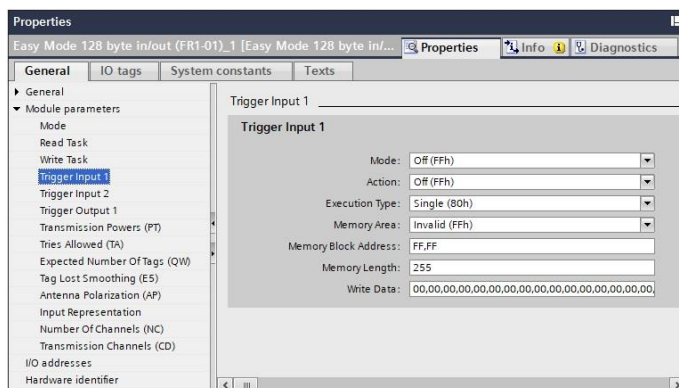 Properties
Easy Mode 128 byte in/out (FR1-01)_1 [Easy Mode 128 byte in/...
Properties
Info
Diagnostics
General
IO tags
System constants
Texts
General
Module parameters
Mode
Read Task
Write Task
Trigger Input 1
Trigger Input 2
Trigger Output 1
Transmission Powers (PT)
Tries Allowed (TA)
Expected Number Of Tags (QW)
Tag Lost Smoothing (E5)
Antenna Polarization (AP)
Input Representation
Number Of Channels (NC)
Transmission Channels (CD)
I/O addresses
Hardware identifier
Trigger Input 1
Trigger Input 1
Mode: Off (FFh)
Action: Off (FFh)
Execution Type: Single (80h)
Memory Area: Invalid (FFh)
Memory Block Address: FF,FF
Memory Length: 255
Write Data: 00,00,00,00,00,00,00,00,00,00,00,00,00,00,00,00,